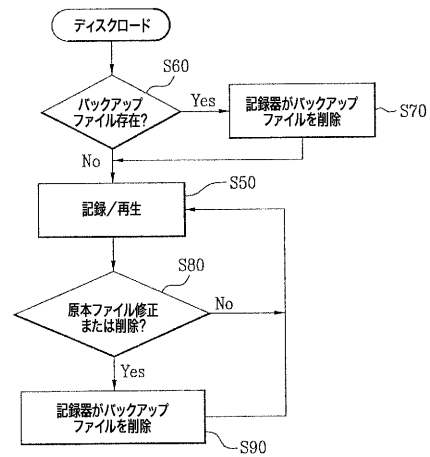 ディスクロード
S60
バックアップ
ファイル存在?
Yes
記録器がバックアップ
ファイルを削除
S70
No
S50
記録／再生
S80
原本ファイル修正
または削除?
No
Yes
記録器がバックアップ
ファイルを削除
S90